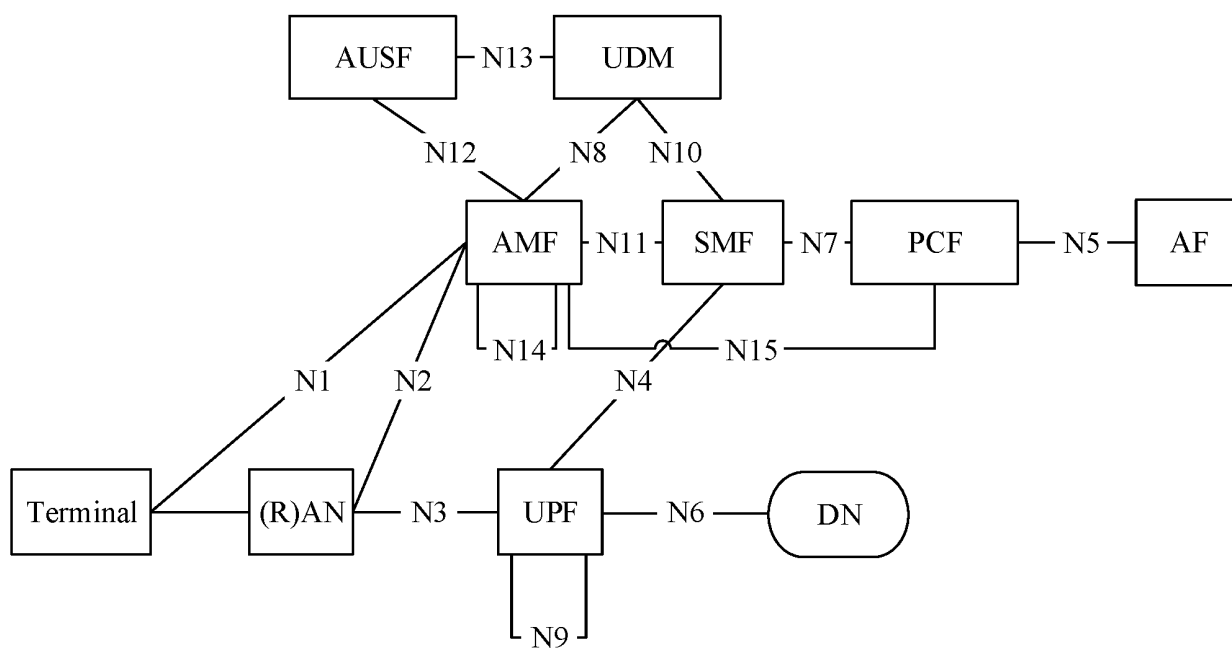 AUSF N13 UDM
N12 N8 N10
AMF N11 SMF N7 PCF N5 AF
N14 N15
N1 N2 N4
Terminal (R)AN N3 UPF N6 DN
N9